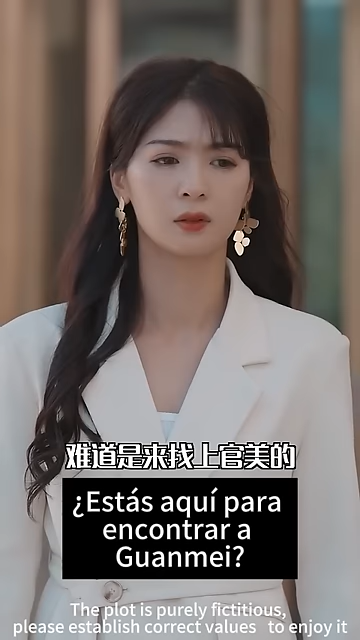 难道是来找上官美的
¿Estás aquí para
encontrar a
Guanmei?
The plot is purely fictitious,
please establish correct values to enjoy it